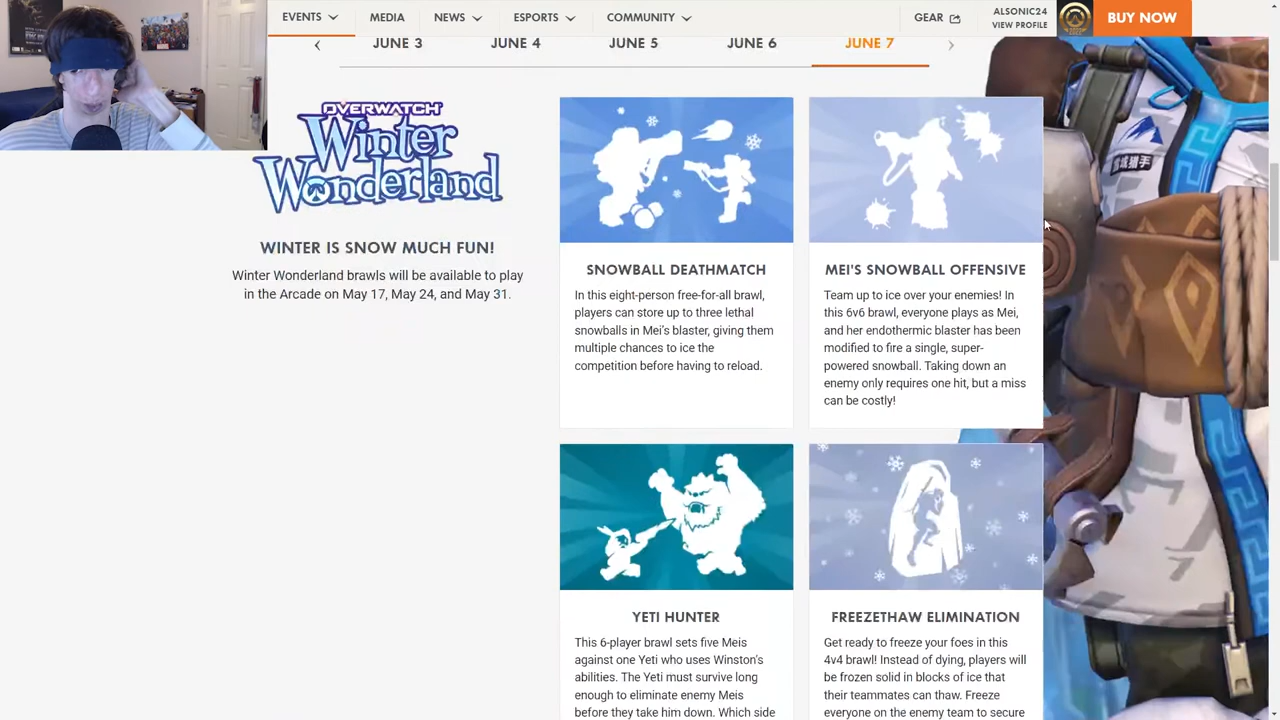 EVENTS
MEDIA
NEWS
ESPORTS
COMMUNITY
GEAR
ALSONIC24
VIEW PROFILE
BUY NOW
JUNE 3
JUNE 4
JUNE 5
JUNE 6
JUNE 7
OVERWATCH
Winter
Wonderland
WINTER IS SNOW MUCH FUN!
Winter Wonderland brawls will be available to play
in the Arcade on May 17, May 24, and May 31.
SNOWBALL DEATHMATCH
In this eight-person free-for-all brawl,
players can store up to three lethal
snowballs in Mei's blaster, giving them
multiple chances to ice the
competition before having to reload.
MEI'S SNOWBALL OFFENSIVE
Team up to ice over your enemies! In
this 6v6 brawl, everyone plays as Mei,
and her endothermic blaster has been
modified to fire a single, super-
powered snowball. Taking down an
enemy only requires one hit, but a miss
can be costly!
YETI HUNTER
This 6-player brawl sets five Meis
against one Yeti who uses Winston's
abilities. The Yeti must survive long
enough to eliminate enemy Meis
before they take him down. Which side
FREEZETHAW ELIMINATION
Get ready to freeze your foes in this
4v4 brawl! Instead of dying, players will
be frozen solid in blocks of ice that
their teammates can thaw. Freeze
everyone on the enemy team to secure